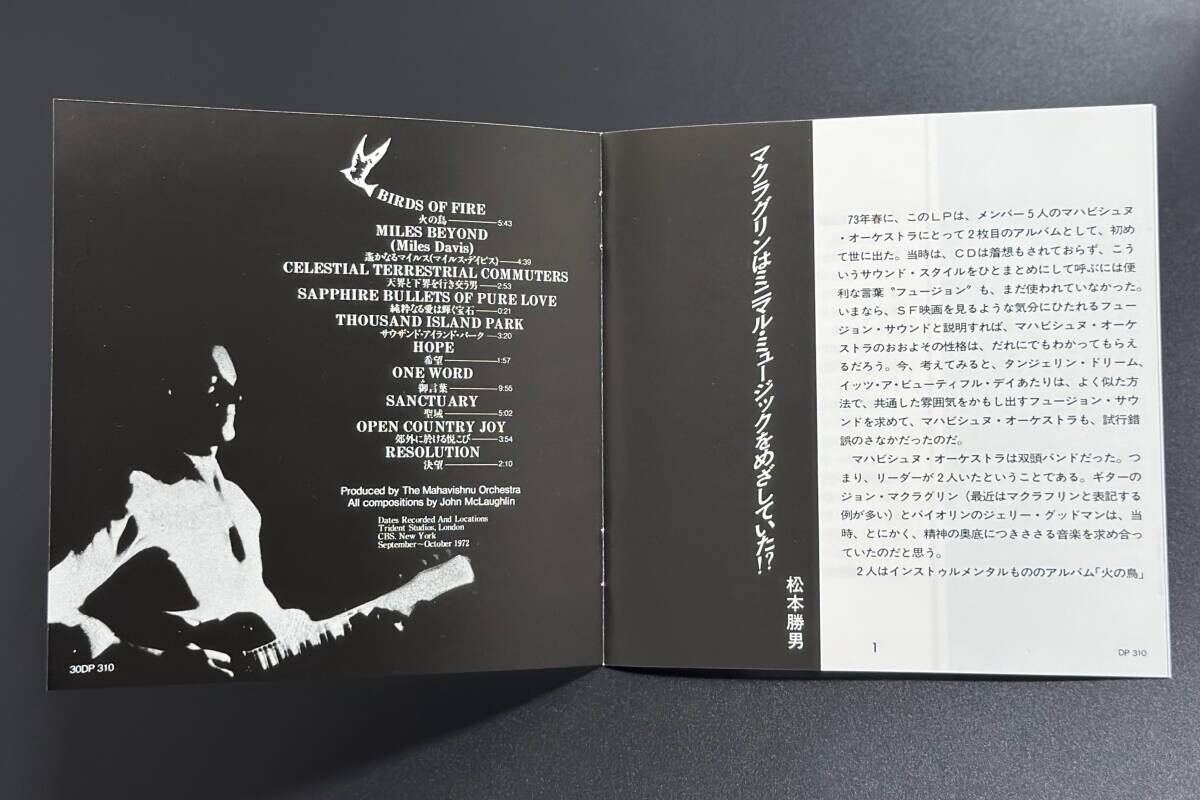 BIRDS OF FIRE
火の鳥 5:43
MILES BEYOND
(Miles Davis)
遙かなるマイルス(マイルス・デイビス) 4:39
CELESTIAL TERRESTRIAL COMMUTERS
天界と下界を行き交う男 2:53
SAPPHIRE BULLETS OF PURE LOVE
純粋なる愛は輝く宝石 0:21
THOUSAND ISLAND PARK
サウザンド・アイランド・パーク 3:20
HOPE
希望 1:57
ONE WORD
御言葉 9:55
SANCTUARY
聖域 5:02
OPEN COUNTRY JOY
郊外に於ける悦こび 3:54
RESOLUTION
決望 2:10
Produced by The Mahavishnu Orchestra
All compositions by John McLaughlin
Dates Recorded And Locations
Trident Studios, London
CBS. New York
September~October 1972
30DP 310
マクラグリンはミニマル・ミュージックをめざしていた!?
松本勝男
73年春に、このLPは、メンバー5人のマハビシュヌ
・オーケストラにとって2枚目のアルバムとして、初め
て世に出た。当時は、CDは着想もされておらず、こう
いうサウンド・スタイルをひとまとめにして呼ぶには便
利な言葉〝フュージョン〞も、まだ使われていなかった。
いまなら、SF映画を見るような気分にひたれるフュー
ジョン・サウンドと説明すれば、マハビシュヌ・オーケ
ストラのおおよその性格は、だれにでもわかってもらえ
るだろう。今、考えてみると、タンジェリン・ドリーム、
イッツ・ア・ビューティフル・デイあたりは、よく似た方
法で、共通した雰囲気をかもし出すフュージョン・サウ
ンドを求めて、マハビシュヌ・オーケストラも、試行錯
誤のさなかだったのだ。
マハビシュヌ・オーケストラは双頭バンドだった。つ
まり、リーダーが2人いたということである。ギターの
ジョン・マクラグリン（最近はマクラフリンと表記する
例が多い）とバイオリンのジェリー・グッドマンは、当
時、とにかく、精神の奥底につきささる音楽を求め合っ
ていたのだと思う。
2人はインストゥルメンタルもののアルバム「火の鳥」
1
DP 310